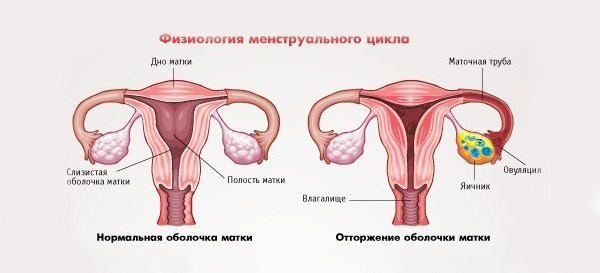 Физиология менструального цикла
Дно матки
Маточная труба
Слизистая
оболочка матки
Полость матки
Влагалище
Яичник
Овуляция
Нормальная оболочка матки
Отторжение оболочки матки